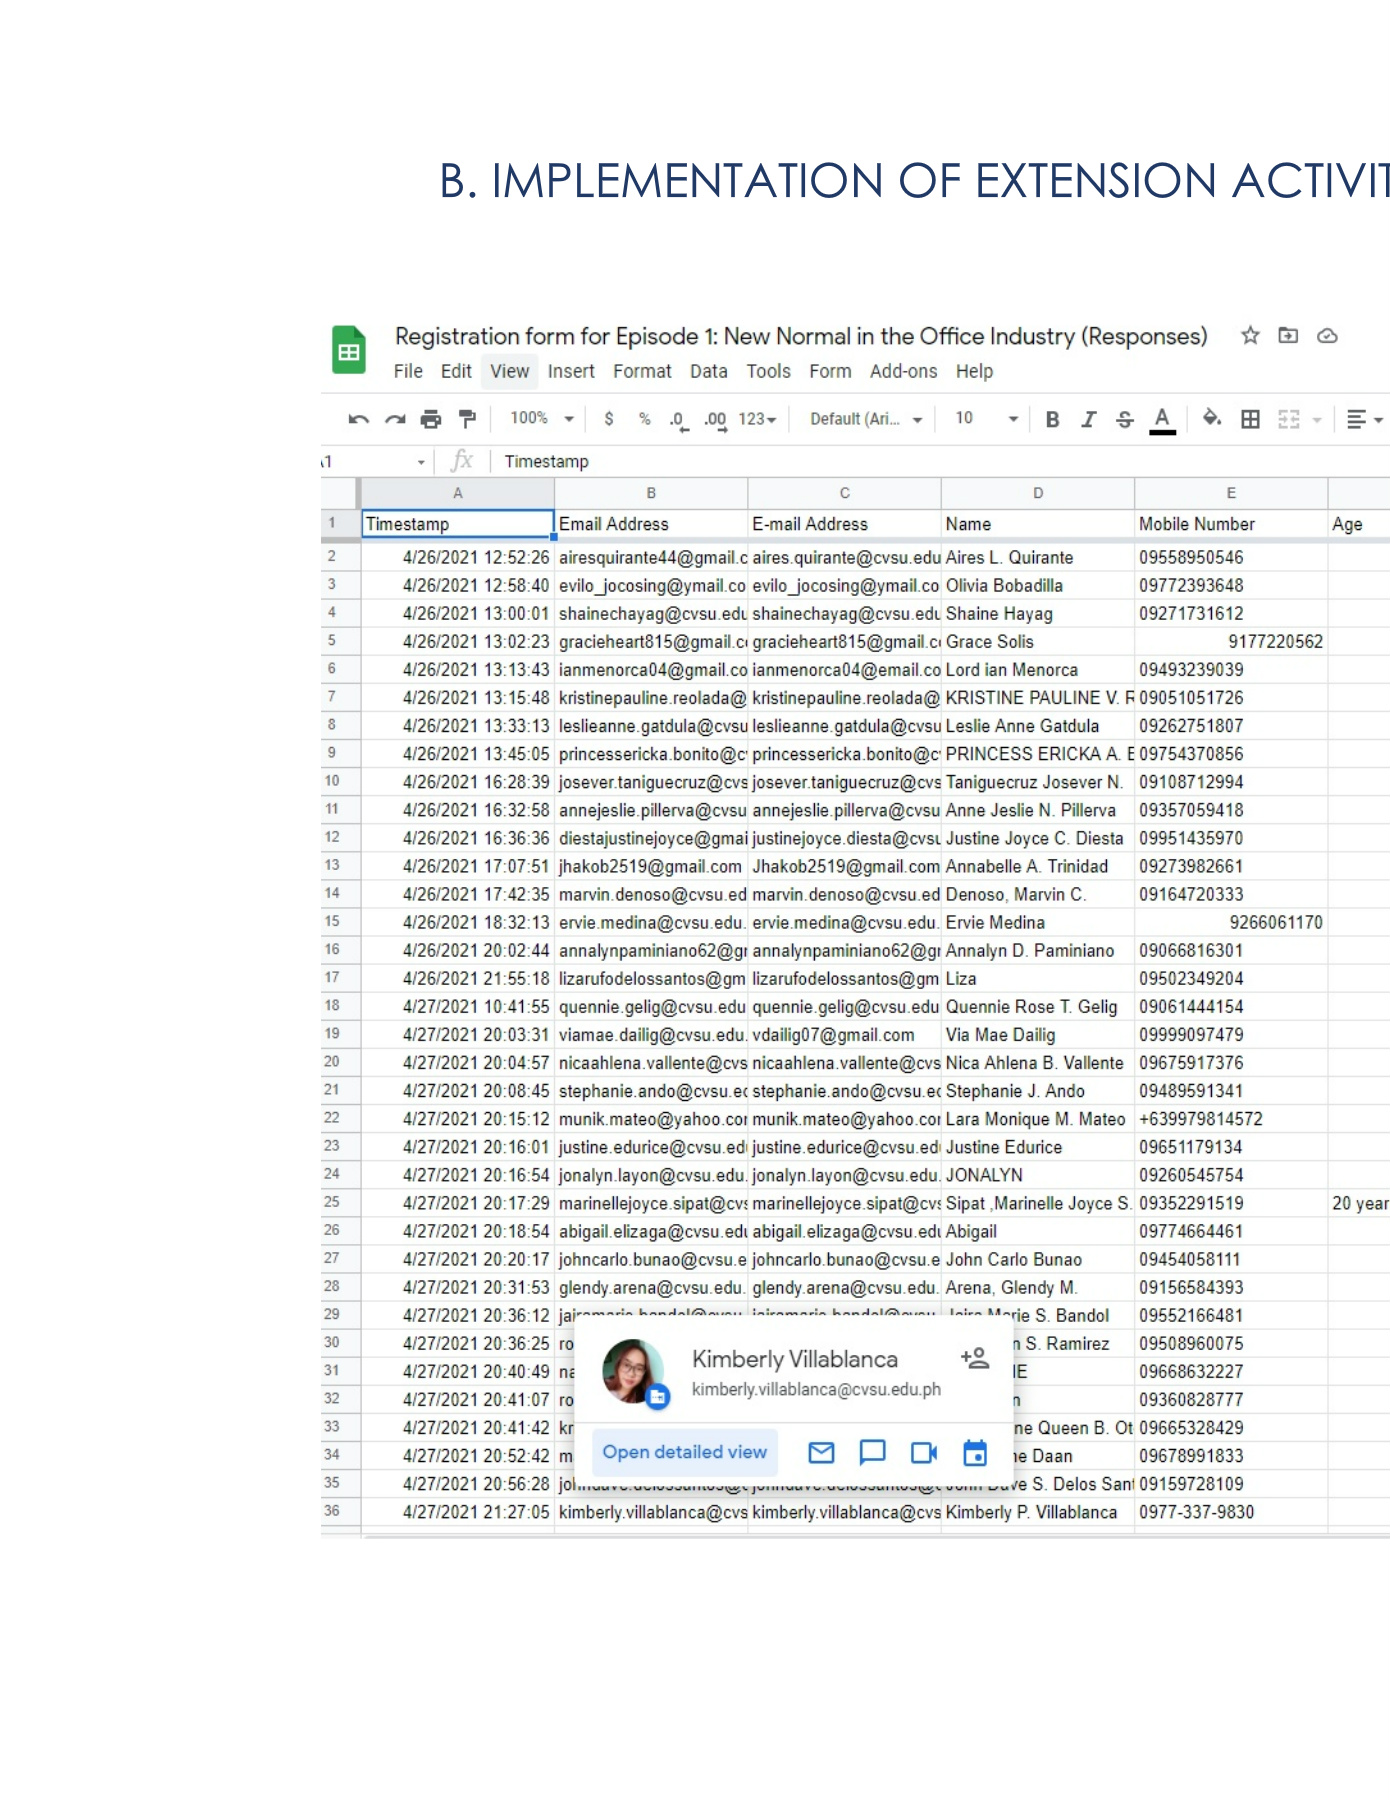 B. IMPLEMENTATION OF EXTENSION
Registration form for Episode 1: New Normal in the Office Industry (Responses)
File Edit View Insert Format Data Tools Form Add-ons Help
100% $ % .0 .00 123 Default (Ari... 10 B I S A
fx Timestamp
A B C D E
1 Timestamp Email Address E-mail Address Name Mobile Number Age
2 4/26/2021 12:52:26 airesquirante44@gmail.c aires.quirante@cvsu.edu Aires L. Quirante 09558950546
3 4/26/2021 12:58:40 evilo_jocosing@ymail.co evilo_jocosing@ymail.co Olivia Bobadilla 09772393648
4 4/26/2021 13:00:01 shainechayag@cvsu.edu shainechayag@cvsu.edu Shaine Hayag 09271731612
5 4/26/2021 13:02:23 gracieheart815@gmail.c gracieheart815@gmail.c Grace Solis 9177220562
6 4/26/2021 13:13:43 ianmenorca04@gmail.co ianmenorca04@email.co Lord ian Menorca 09493239039
7 4/26/2021 13:15:48 kristinepauline.reolada@ kristinepauline.reolada@ KRISTINE PAULINE V. R 09051051726
8 4/26/2021 13:33:13 leslieanne.gatdula@cvsu leslieanne.gatdula@cvsu Leslie Anne Gatdula 09262751807
9 4/26/2021 13:45:05 princessericka.bonito@c princessericka.bonito@c PRINCESS ERICKA A. 09754370856
10 4/26/2021 16:28:39 josever.taniguecruz@cvs josever.taniguecruz@cvs Taniguecruz Josever N. 09108712994
11 4/26/2021 16:32:58 annejeslie.pillerva@cvsu annejeslie.pillerva@cvsu Anne Jeslie N. Pillerva 09357059418
12 4/26/2021 16:36:36 diestajustinejoyce@gmai justinejoyce.diesta@cvsu Justine Joyce C. Diesta 09951435970
13 4/26/2021 17:07:51 jhakob2519@gmail.com Jhakob2519@gmail.com Annabelle A. Trinidad 09273982661
14 4/26/2021 17:42:35 marvin.denoso@cvsu.ed marvin.denoso@cvsu.ed Denoso, Marvin C. 09164720333
15 4/26/2021 18:32:13 ervie.medina@cvsu.edu. ervie.medina@cvsu.edu. Ervie Medina 9266061170
16 4/26/2021 20:02:44 annalynpaminiano62@g annalynpaminiano62@g Annalyn D. Paminiano 09066816301
17 4/26/2021 21:55:18 lizarufodelossantos@gm lizarufodelossantos@gm Liza 09502349204
18 4/27/2021 10:41:55 quennie.gelig@cvsu.edu quennie.gelig@cvsu.edu Quennie Rose T. Gelig 09061444154
19 4/27/2021 20:03:31 viamae.dailig@cvsu.edu. vdailig07@gmail.com Via Mae Dailig 09999097479
20 4/27/2021 20:04:57 nicaahlena.vallente@cvs nicaahlena.vallente@cvs Nica Ahlena B. Vallente 09675917376
21 4/27/2021 20:08:45 stephanie.ando@cvsu.ec stephanie.ando@cvsu.ec Stephanie J. Ando 09489591341
22 4/27/2021 20:15:12 munik.mateo@yahoo.co munik.mateo@yahoo.co Lara Monique M. Mateo +639979814572
23 4/27/2021 20:16:01 justine.edurice@cvsu.ed justine.edurice@cvsu.ed Justine Edurice 09651179134
24 4/27/2021 20:16:54 jonalyn.layon@cvsu.edu. jonalyn.layon@cvsu.edu. JONALYN 09260545754
25 4/27/2021 20:17:29 marinellejoyce.sipat@cvs marinellejoyce.sipat@cvs Sipat ,Marinelle Joyce S. 09352291519 20 year
26 4/27/2021 20:18:54 abigail.elizaga@cvsu.edu abigail.elizaga@cvsu.edu Abigail 09774664461
27 4/27/2021 20:20:17 johncarlo.bunao@cvsu.e johncarlo.bunao@cvsu.e John Carlo Bunao 09454058111
28 4/27/2021 20:31:53 glendy.arena@cvsu.edu. glendy.arena@cvsu.edu. Arena, Glendy M. 09156584393
29 4/27/2021 20:36:12 Marie S. Bandol 09552166481
30 4/27/2021 20:36:25 ro n S. Ramirez 09508960075
31 4/27/2021 20:40:49 na IE 09668632227
32 4/27/2021 20:41:07 ro n 09360828777
33 4/27/2021 20:41:42 kr ne Queen B. Ot 09665328429
34 4/27/2021 20:52:42 m ne Daan 09678991833
35 4/27/2021 20:56:28 S. Delos Sant 09159728109
36 4/27/2021 21:27:05 kimberly.villablanca@cvs kimberly.villablanca@cvs Kimberly P. Villablanca 0977-337-9830
Kimberly Villablanca
kimberly.villablanca@cvsu.edu.ph
Open detailed view